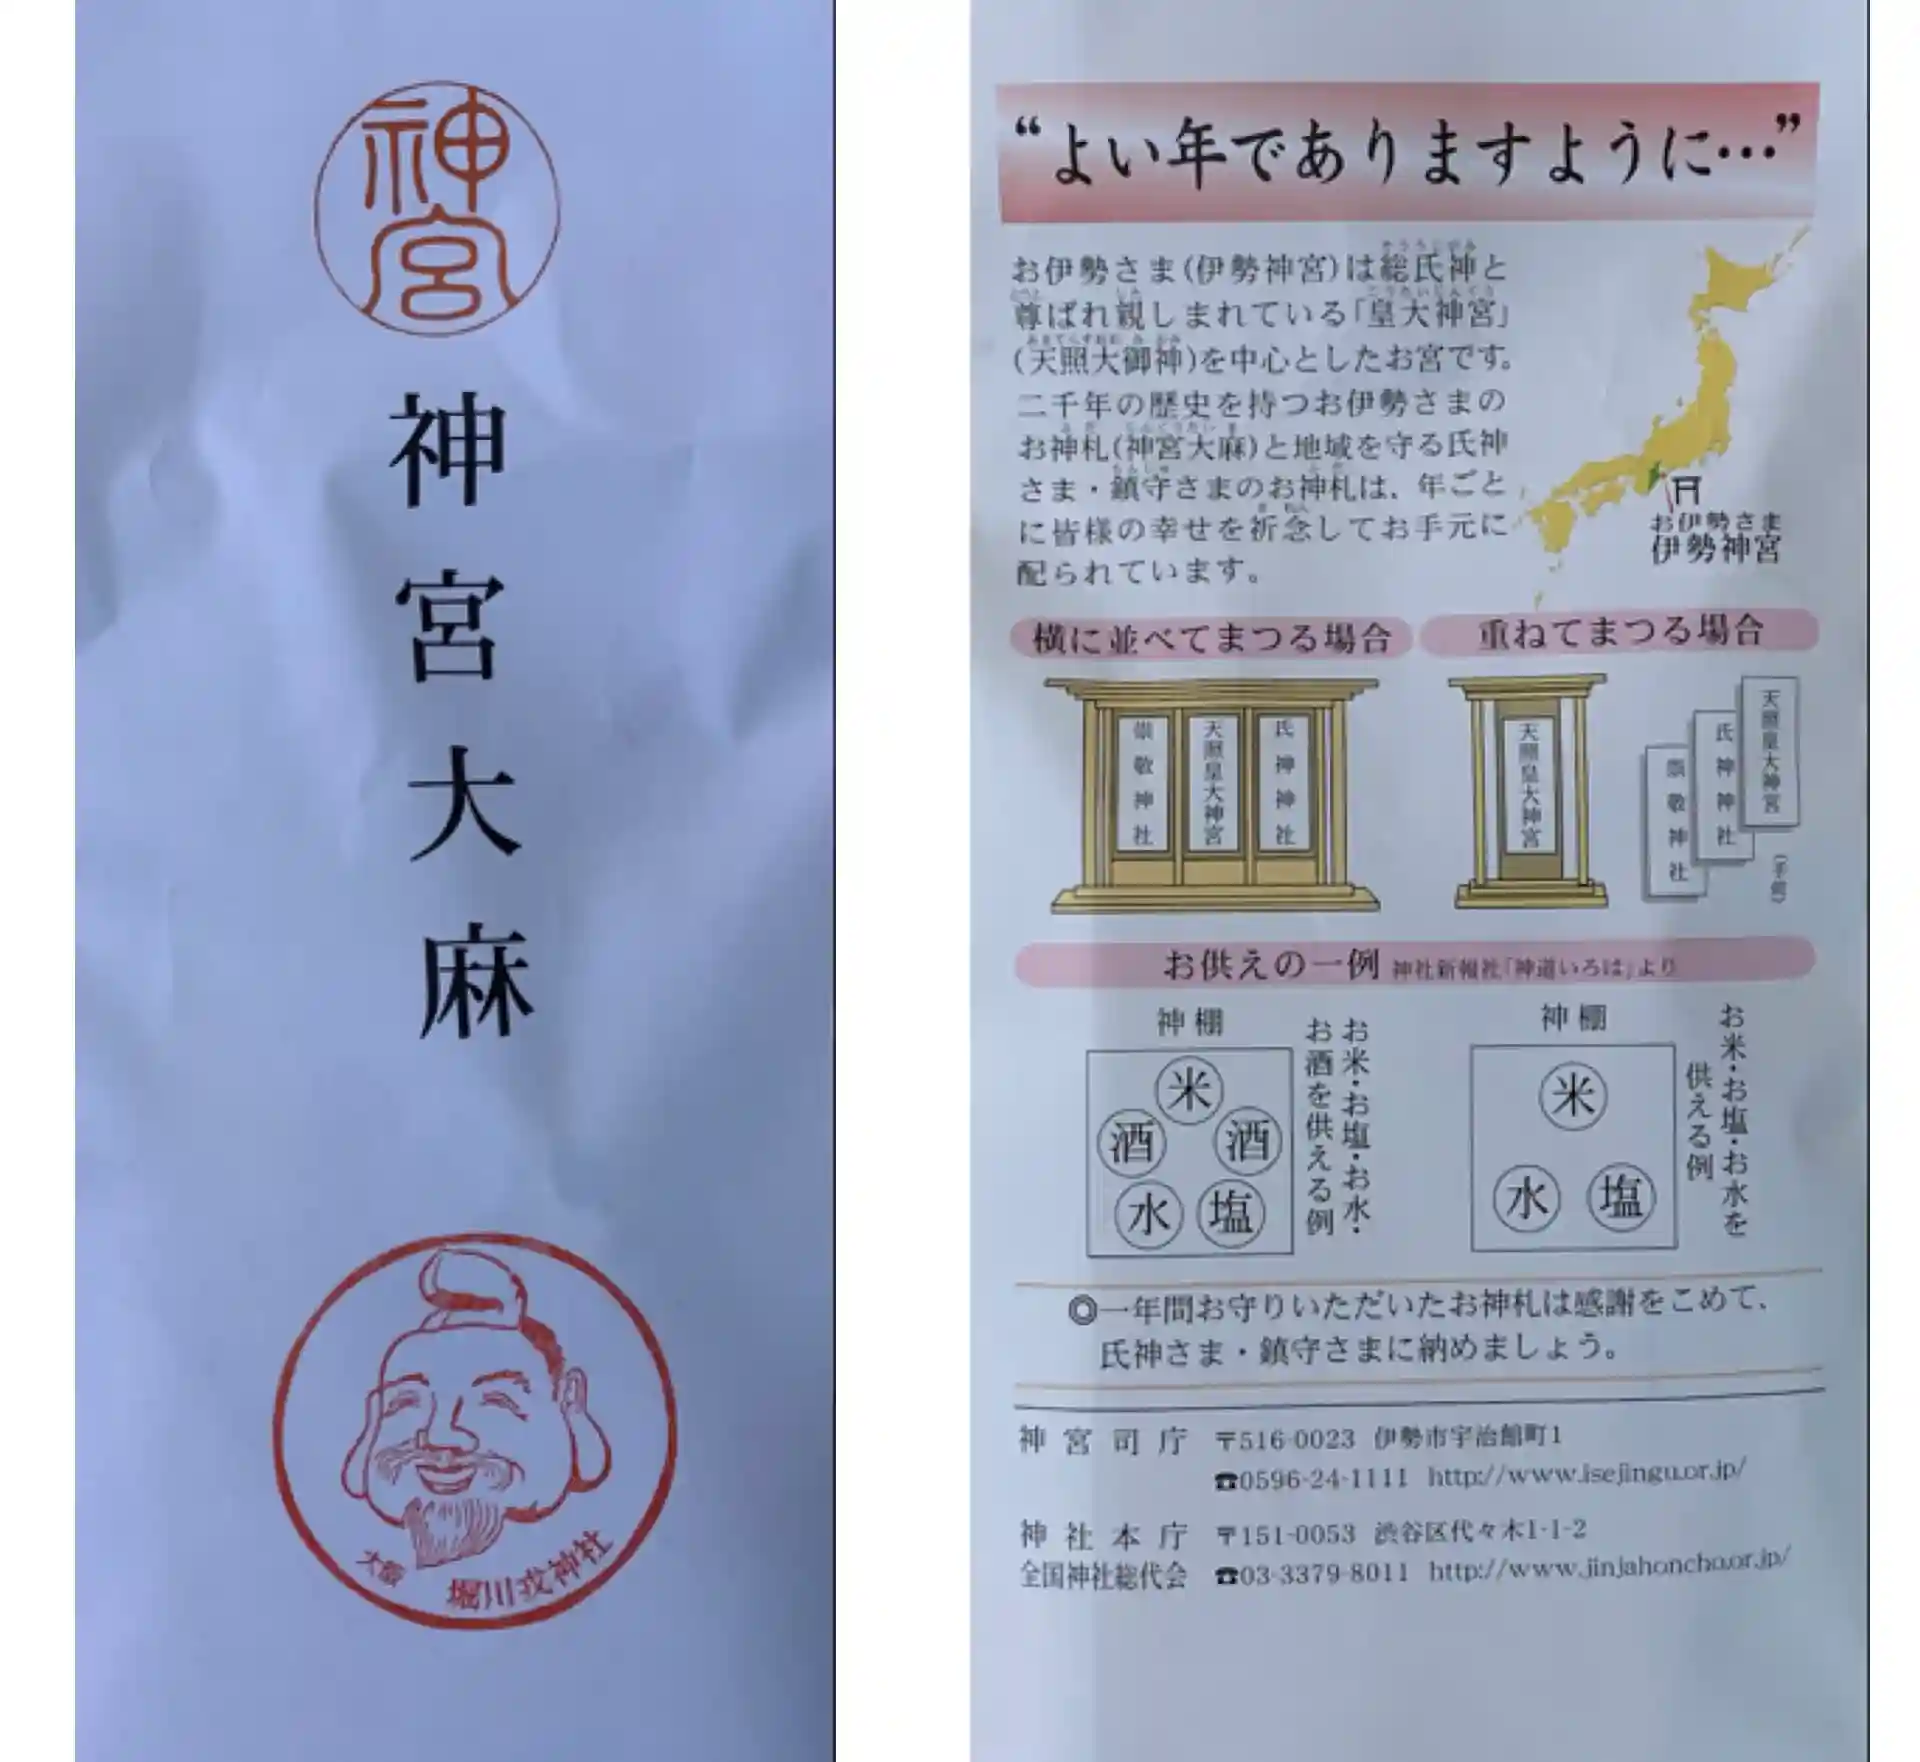 神宮
神宮大麻
大阪 堀川戎神社
“よい年でありますように…”
お伊勢さま(伊勢神宮)は総氏神と
尊ばれ親しまれている「皇大神宮」
(天照大御神)を中心としたお宮です。
二千年の歴史を持つお伊勢さまの
お神札(神宮大麻)と地域を守る氏神
さま・鎮守さまのお神札は、年ごと
に皆様の幸せを祈念してお手元に
配られています。
お伊勢さま
伊勢神宮
横に並べてまつる場合
崇敬神社
天照皇大神宮
氏神神社
重ねてまつる場合
天照皇大神宮
崇敬神社
氏神神社
天照皇大神宮
(手前)
お供えの一例 神社新報社「神道いろは」より
神棚
米
酒
酒
水
塩
お米・お塩・お水・
お酒を供える例
神棚
米
水
塩
お米・お塩・お水を
供える例
◎一年間お守りいただいたお神札は感謝をこめて、
氏神さま・鎮守さまに納めましょう。
神宮司庁 〒516-0023 伊勢市宇治館町1
☎0596-24-1111 http://www.isejingu.or.jp/
神社本庁 〒151-0053 渋谷区代々木1-1-2
全国神社総代会 ☎03-3379-8011 http://www.jinjahoncho.or.jp/